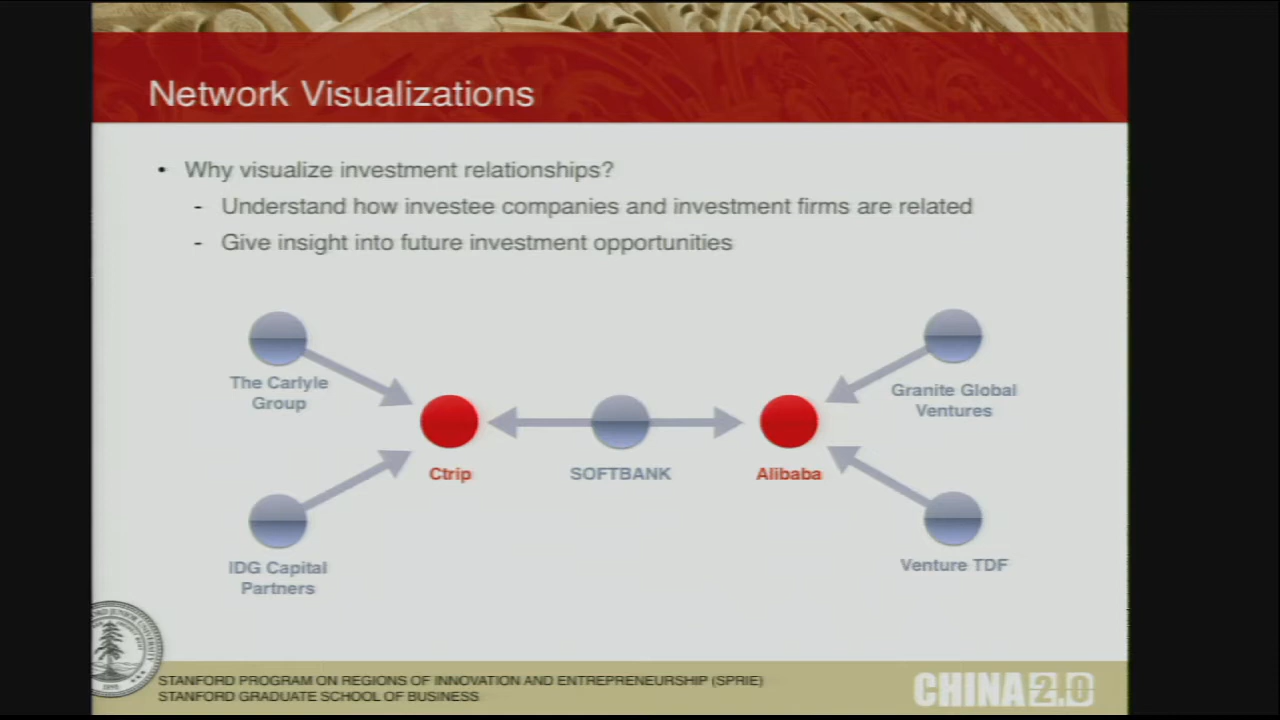 Network Visualizations
• Why visualize investment relationships?
- Understand how investee companies and investment firms are related
- Give insight into future investment opportunities
The Carlyle
Group
Granite Global
Ventures
Ctrip
SOFTBANK
Alibaba
IDG Capital
Partners
Venture TDF
STANFORD PROGRAM ON REGIONS OF INNOVATION AND ENTREPRENEURSHIP (SPRIE)
STANFORD GRADUATE SCHOOL OF BUSINESS
CHINA 2.0